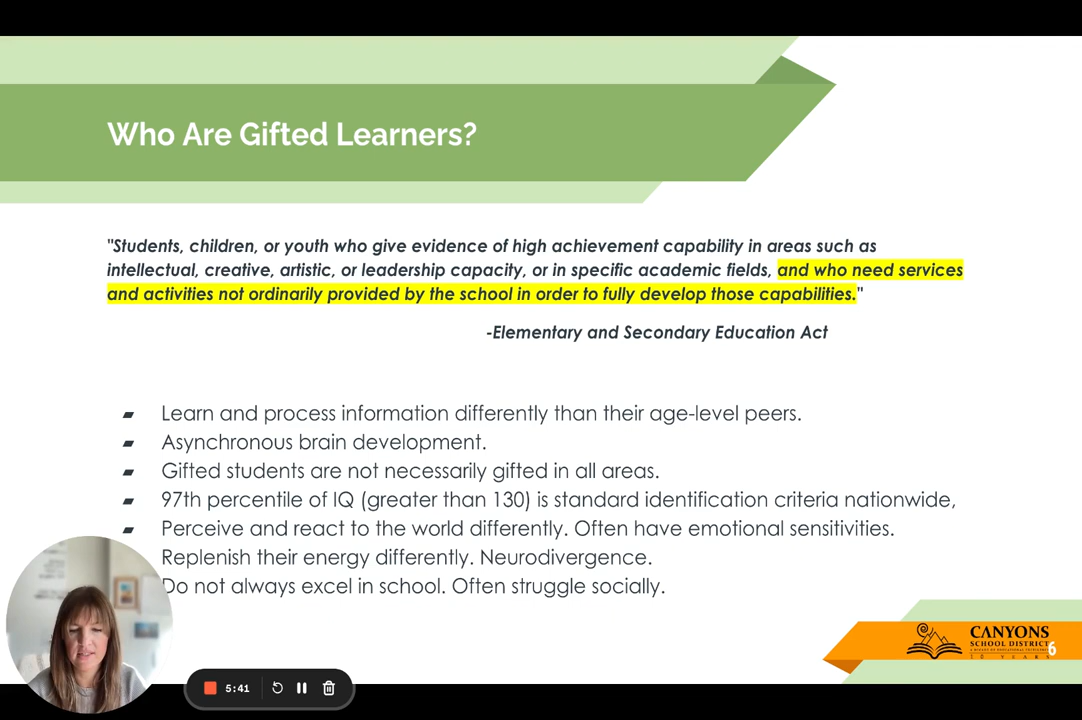 Who Are Gifted Learners?
"Students, children, or youth who give evidence of high achievement capability in areas such as
intellectual, creative, artistic, or leadership capacity, or in specific academic fields, and who need services
and activities not ordinarily provided by the school in order to fully develop those capabilities."
-Elementary and Secondary Education Act
Learn and process information differently than their age-level peers.
Asynchronous brain development.
Gifted students are not necessarily gifted in all areas.
97th percentile of IQ (greater than 130) is standard identification criteria nationwide,
Perceive and react to the world differently. Often have emotional sensitivities.
Replenish their energy differently. Neurodivergence.
Do not always excel in school. Often struggle socially.
CANYONS
SCHOOL DISTRICT
6
5:41